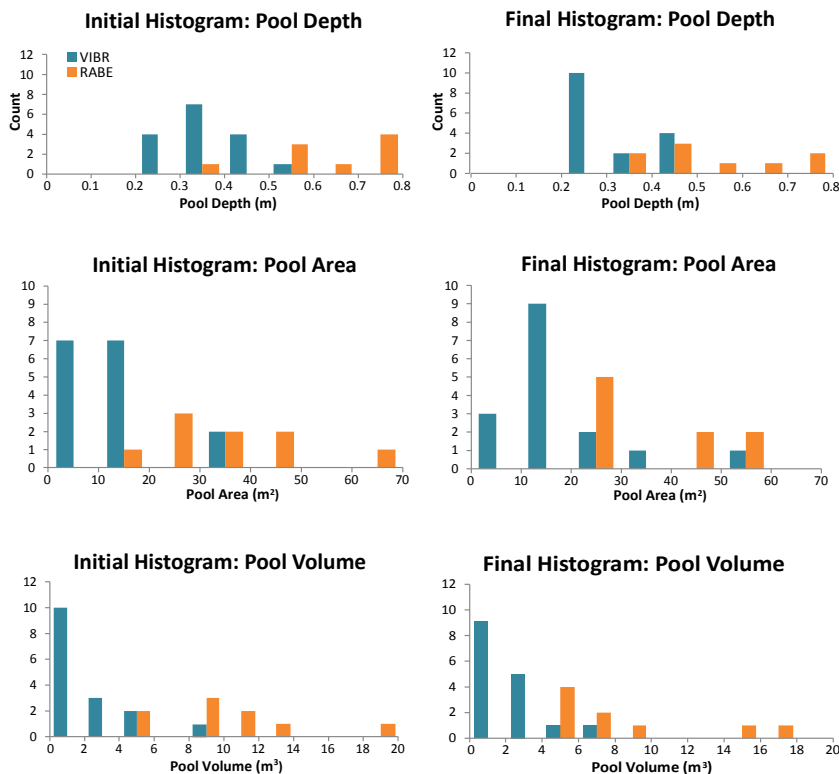 Initial Histogram: Pool Depth
12
10
8
6
4
2
0
Count
VIBR
RABE
0 0.1 0.2 0.3 0.4 0.5 0.6 0.7 0.8
Pool Depth (m)
Final Histogram: Pool Depth
12
10
8
6
4
2
0
Count
0 0.1 0.2 0.3 0.4 0.5 0.6 0.7 0.8
Pool Depth (m)
Initial Histogram: Pool Area
10
9
8
7
6
5
4
3
2
1
0
0 10 20 30 40 50 60 70
Pool Area (m²)
Final Histogram: Pool Area
10
9
8
7
6
5
4
3
2
1
0
0 10 20 30 40 50 60 70
Pool Area (m²)
Initial Histogram: Pool Volume
12
10
8
6
4
2
0
0 2 4 6 8 10 12 14 16 18 20
Pool Volume (m³)
Final Histogram: Pool Volume
12
10
8
6
4
2
0
0 2 4 6 8 10 12 14 16 18 20
Pool Volume (m³)